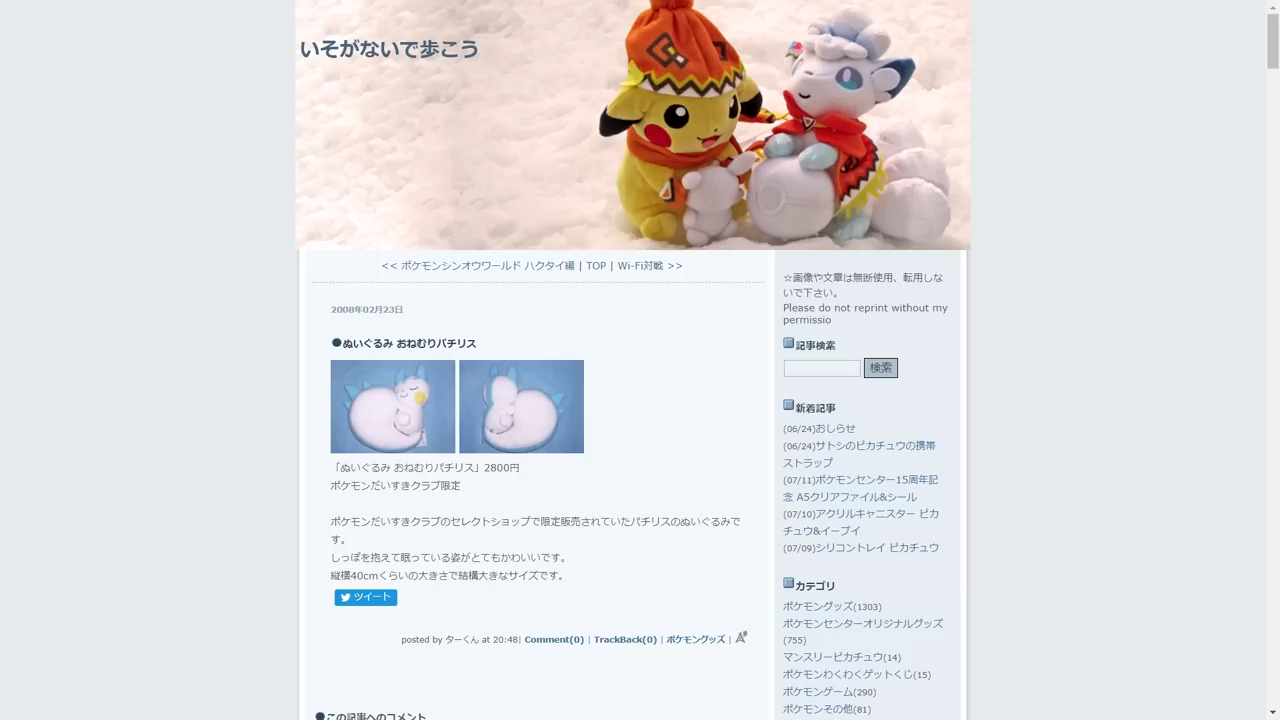 いそがないで歩こう
<< ポケモンシンオウワールド ハクタイ編 | TOP | Wi-Fi対戦 >>
2008年02月23日
●ぬいぐるみ おねむりパチリス
「ぬいぐるみ おねむりパチリス」2800円
ポケモンだいすきクラブ限定
ポケモンだいすきクラブのセレクトショップで限定販売されていたパチリスのぬいぐるみで
す。
しっぽを抱えて眠っている姿がとてもかわいいです。
縦横40cmくらいの大きさで結構大きなサイズです。
ツイート
posted by ターくん at 20:48| Comment(0) | TrackBack(0) | ポケモングッズ |
●この記事へのコメント
☆画像や文章は無断使用、転用しな
いで下さい。
Please do not reprint without my
permissio
記事検索
検索
新着記事
(06/24)おしらせ
(06/24)サトシのピカチュウの携帯
ストラップ
(07/11)ポケモンセンター15周年記
念 A5クリアファイル&シール
(07/10)アクリルキャニスター ピカ
チュウ&イーブイ
(07/09)シリコントレイ ピカチュウ
カテゴリ
ポケモングッズ(1303)
ポケモンセンターオリジナルグッズ
(755)
マンスリーピカチュウ(14)
ポケモンわくわくゲットくじ(15)
ポケモンゲーム(290)
ポケモンその他(81)